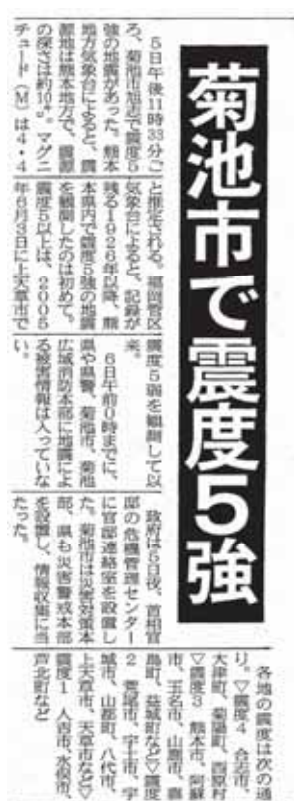 菊池市で震度5強
5日午後11時33分ご
ろ、菊池市旭志で震度5
強の地震があった。熊本
地方気象台によると、震
源地は熊本地方で、震源
の深さは約10㌔。マグニ
チュード（M）は4・4
と推定される。福岡管区
気象台によると、記録が
残る1926年以降、熊
本県内で震度5強の地震
を観測したのは初めて。
震度5以上は、2005
年6月3日に上天草市で
震度5弱を観測して以
来。
6日午前0時までに、
県や県警、菊池市、菊池
広域消防本部に地震によ
る被害情報は入っていな
い。
政府は5日夜、首相官
邸の危機管理センター
に官邸連絡室を設置し
た。菊池市は災害対策本
部、県も災害警戒本部
を設置し、情報収集に当
たった。
各地の震度は次の通
り。▽震度4 合志市、
大津町、菊陽町、西原村
▽震度3 熊本市、阿蘇
市、玉名市、山鹿市、嘉
島町、益城町など▽震度
2 荒尾市、宇土市、宇
城市、山都町、八代市、
上天草市、天草市など▽
震度1 人吉市、水俣市、
芦北町など